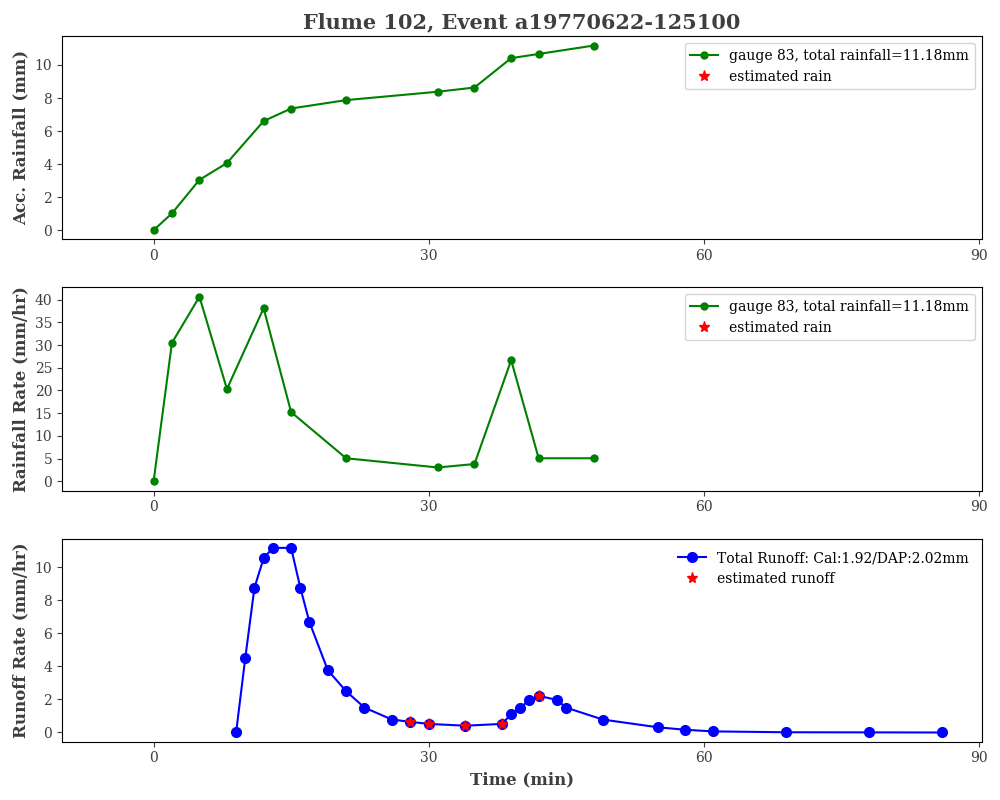 Flume 102, Event a19770622-125100
Acc. Rainfall (mm)
10
8
6
4
2
0
gauge 83, total rainfall=11.18mm
estimated rain
0 30 60 90
Rainfall Rate (mm/hr)
40
35
30
25
20
15
10
5
0
gauge 83, total rainfall=11.18mm
estimated rain
0 30 60 90
Runoff Rate (mm/hr)
10
8
6
4
2
0
Total Runoff: Cal:1.92/DAP:2.02mm
estimated runoff
0 30 60 90
Time (min)